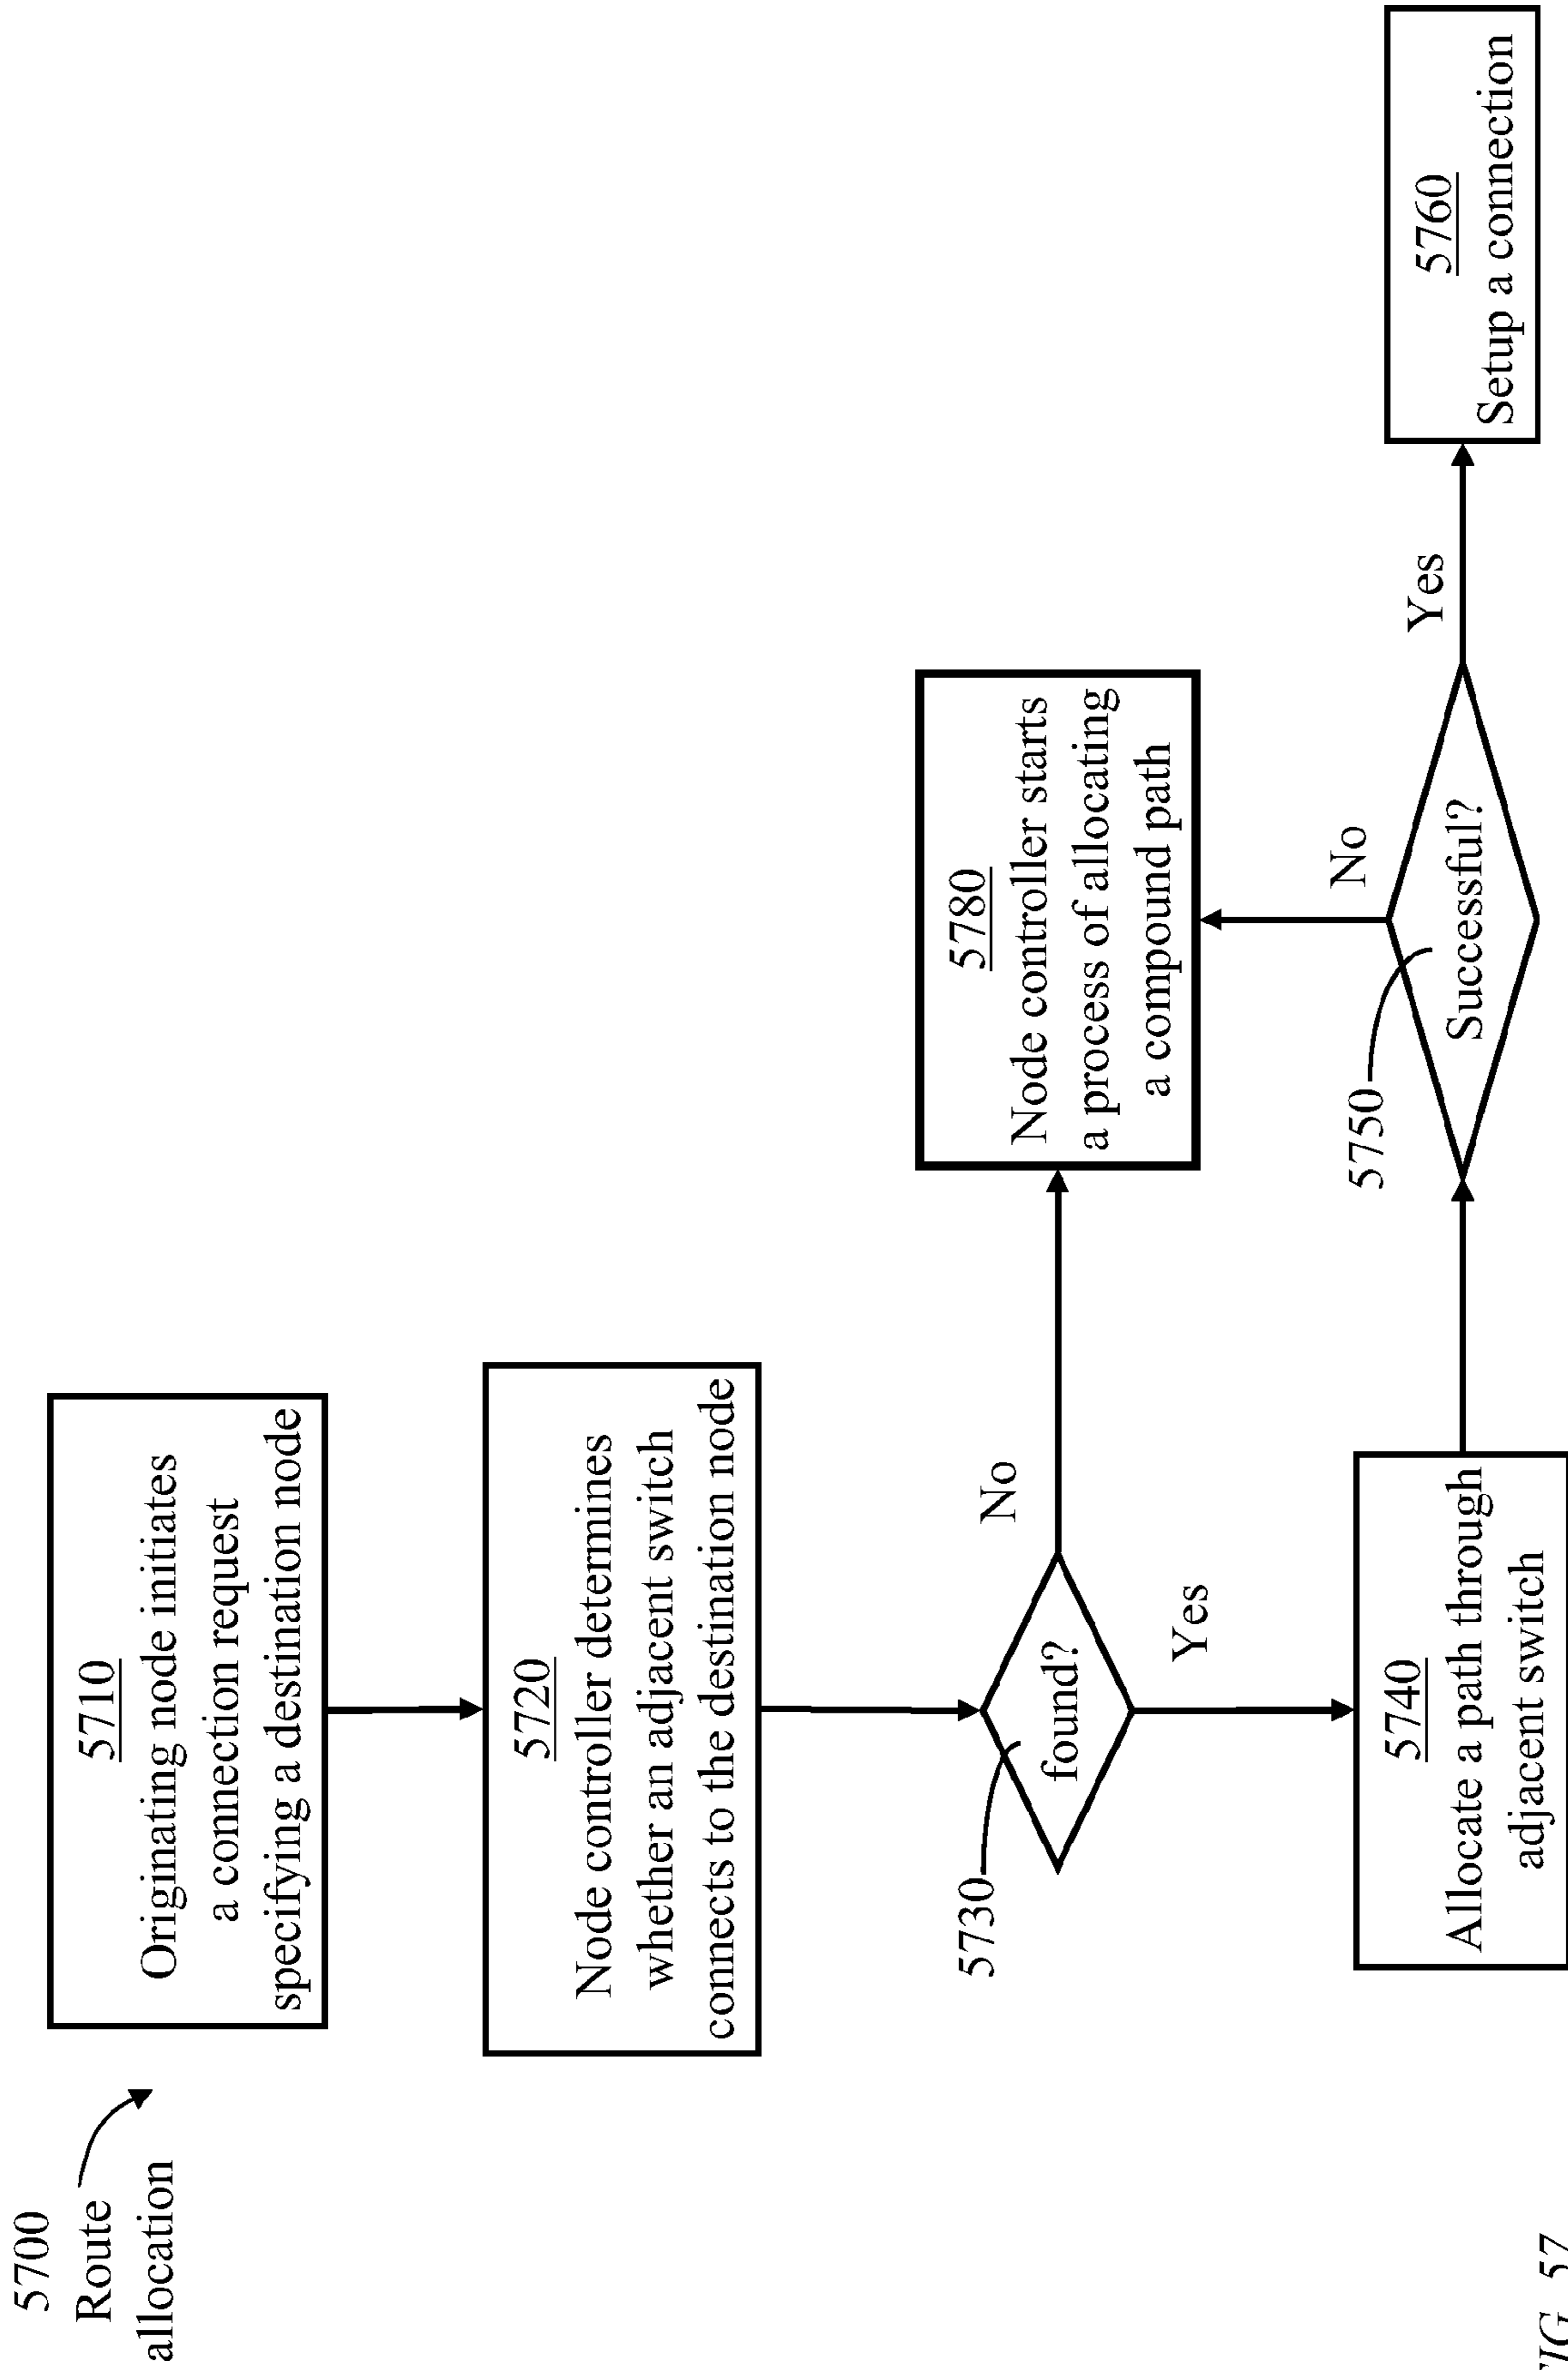 5700
Route
allocation
5710
Originating node initiates
a connection request
specifying a destination node
5720
Node controller determines
whether an adjacent switch
connects to the destination node
5730
found?
No
Yes
5780
Node controller starts
a process of allocating
a compound path
5740
Allocate a path through
adjacent switch
5750
Successful?
No
Yes
5760
Setup a connection
FIG. 57